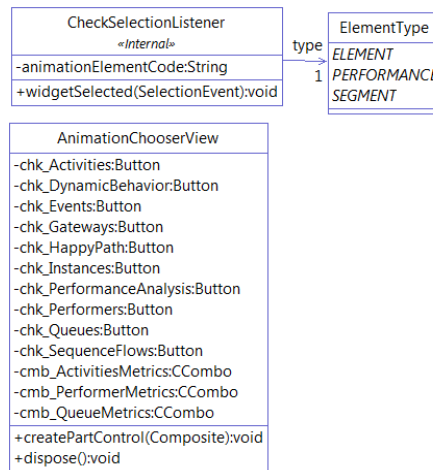 CheckSelectionListener
«Internal»
-animationElementCode:String
+widgetSelected(SelectionEvent):void
type
1
ElementType
ELEMENT
PERFORMANCE
SEGMENT
AnimationChooserView
-chk_Activities:Button
-chk_DynamicBehavior:Button
-chk_Events:Button
-chk_Gateways:Button
-chk_HappyPath:Button
-chk_Instances:Button
-chk_PerformanceAnalysis:Button
-chk_Performers:Button
-chk_Queues:Button
-chk_SequenceFlows:Button
-cmb_ActivitiesMetrics:CCombo
-cmb_PerformerMetrics:CCombo
-cmb_QueueMetrics:CCombo
+createPartControl(Composite):void
+dispose():void